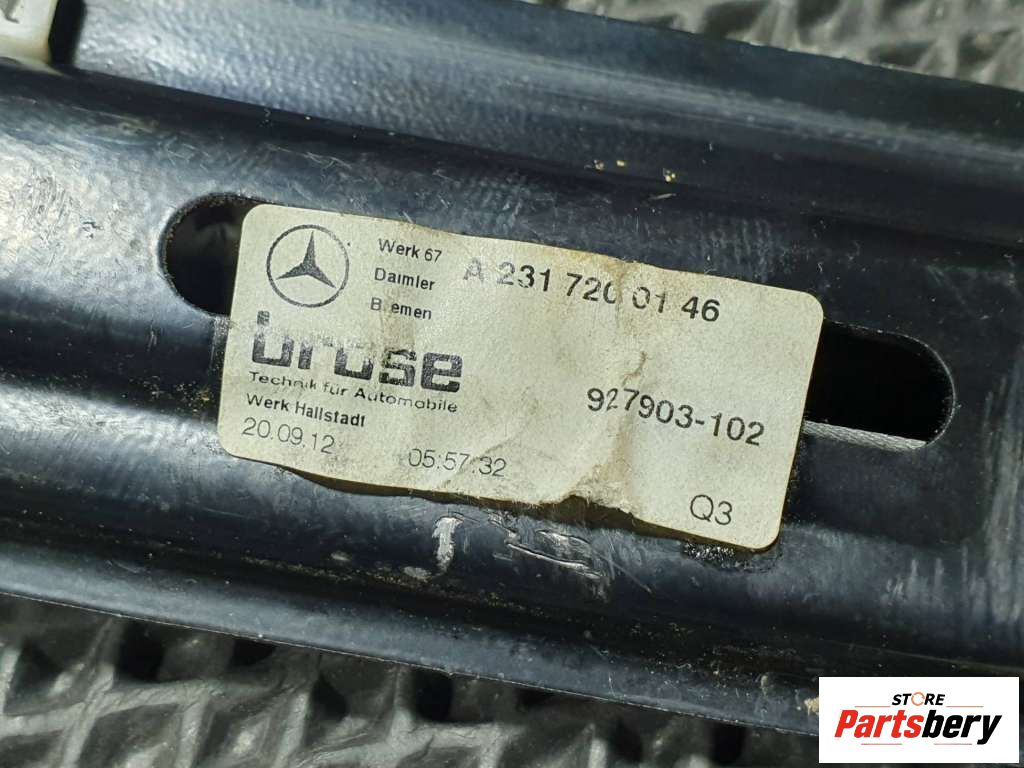 Werk 67
Daimler
Bremen
A 231 720 01 46
brose
Technik für Automobile
Werk Hallstadt
927903-102
20.09.12 05:57:32
Q3
STORE
Partsbery